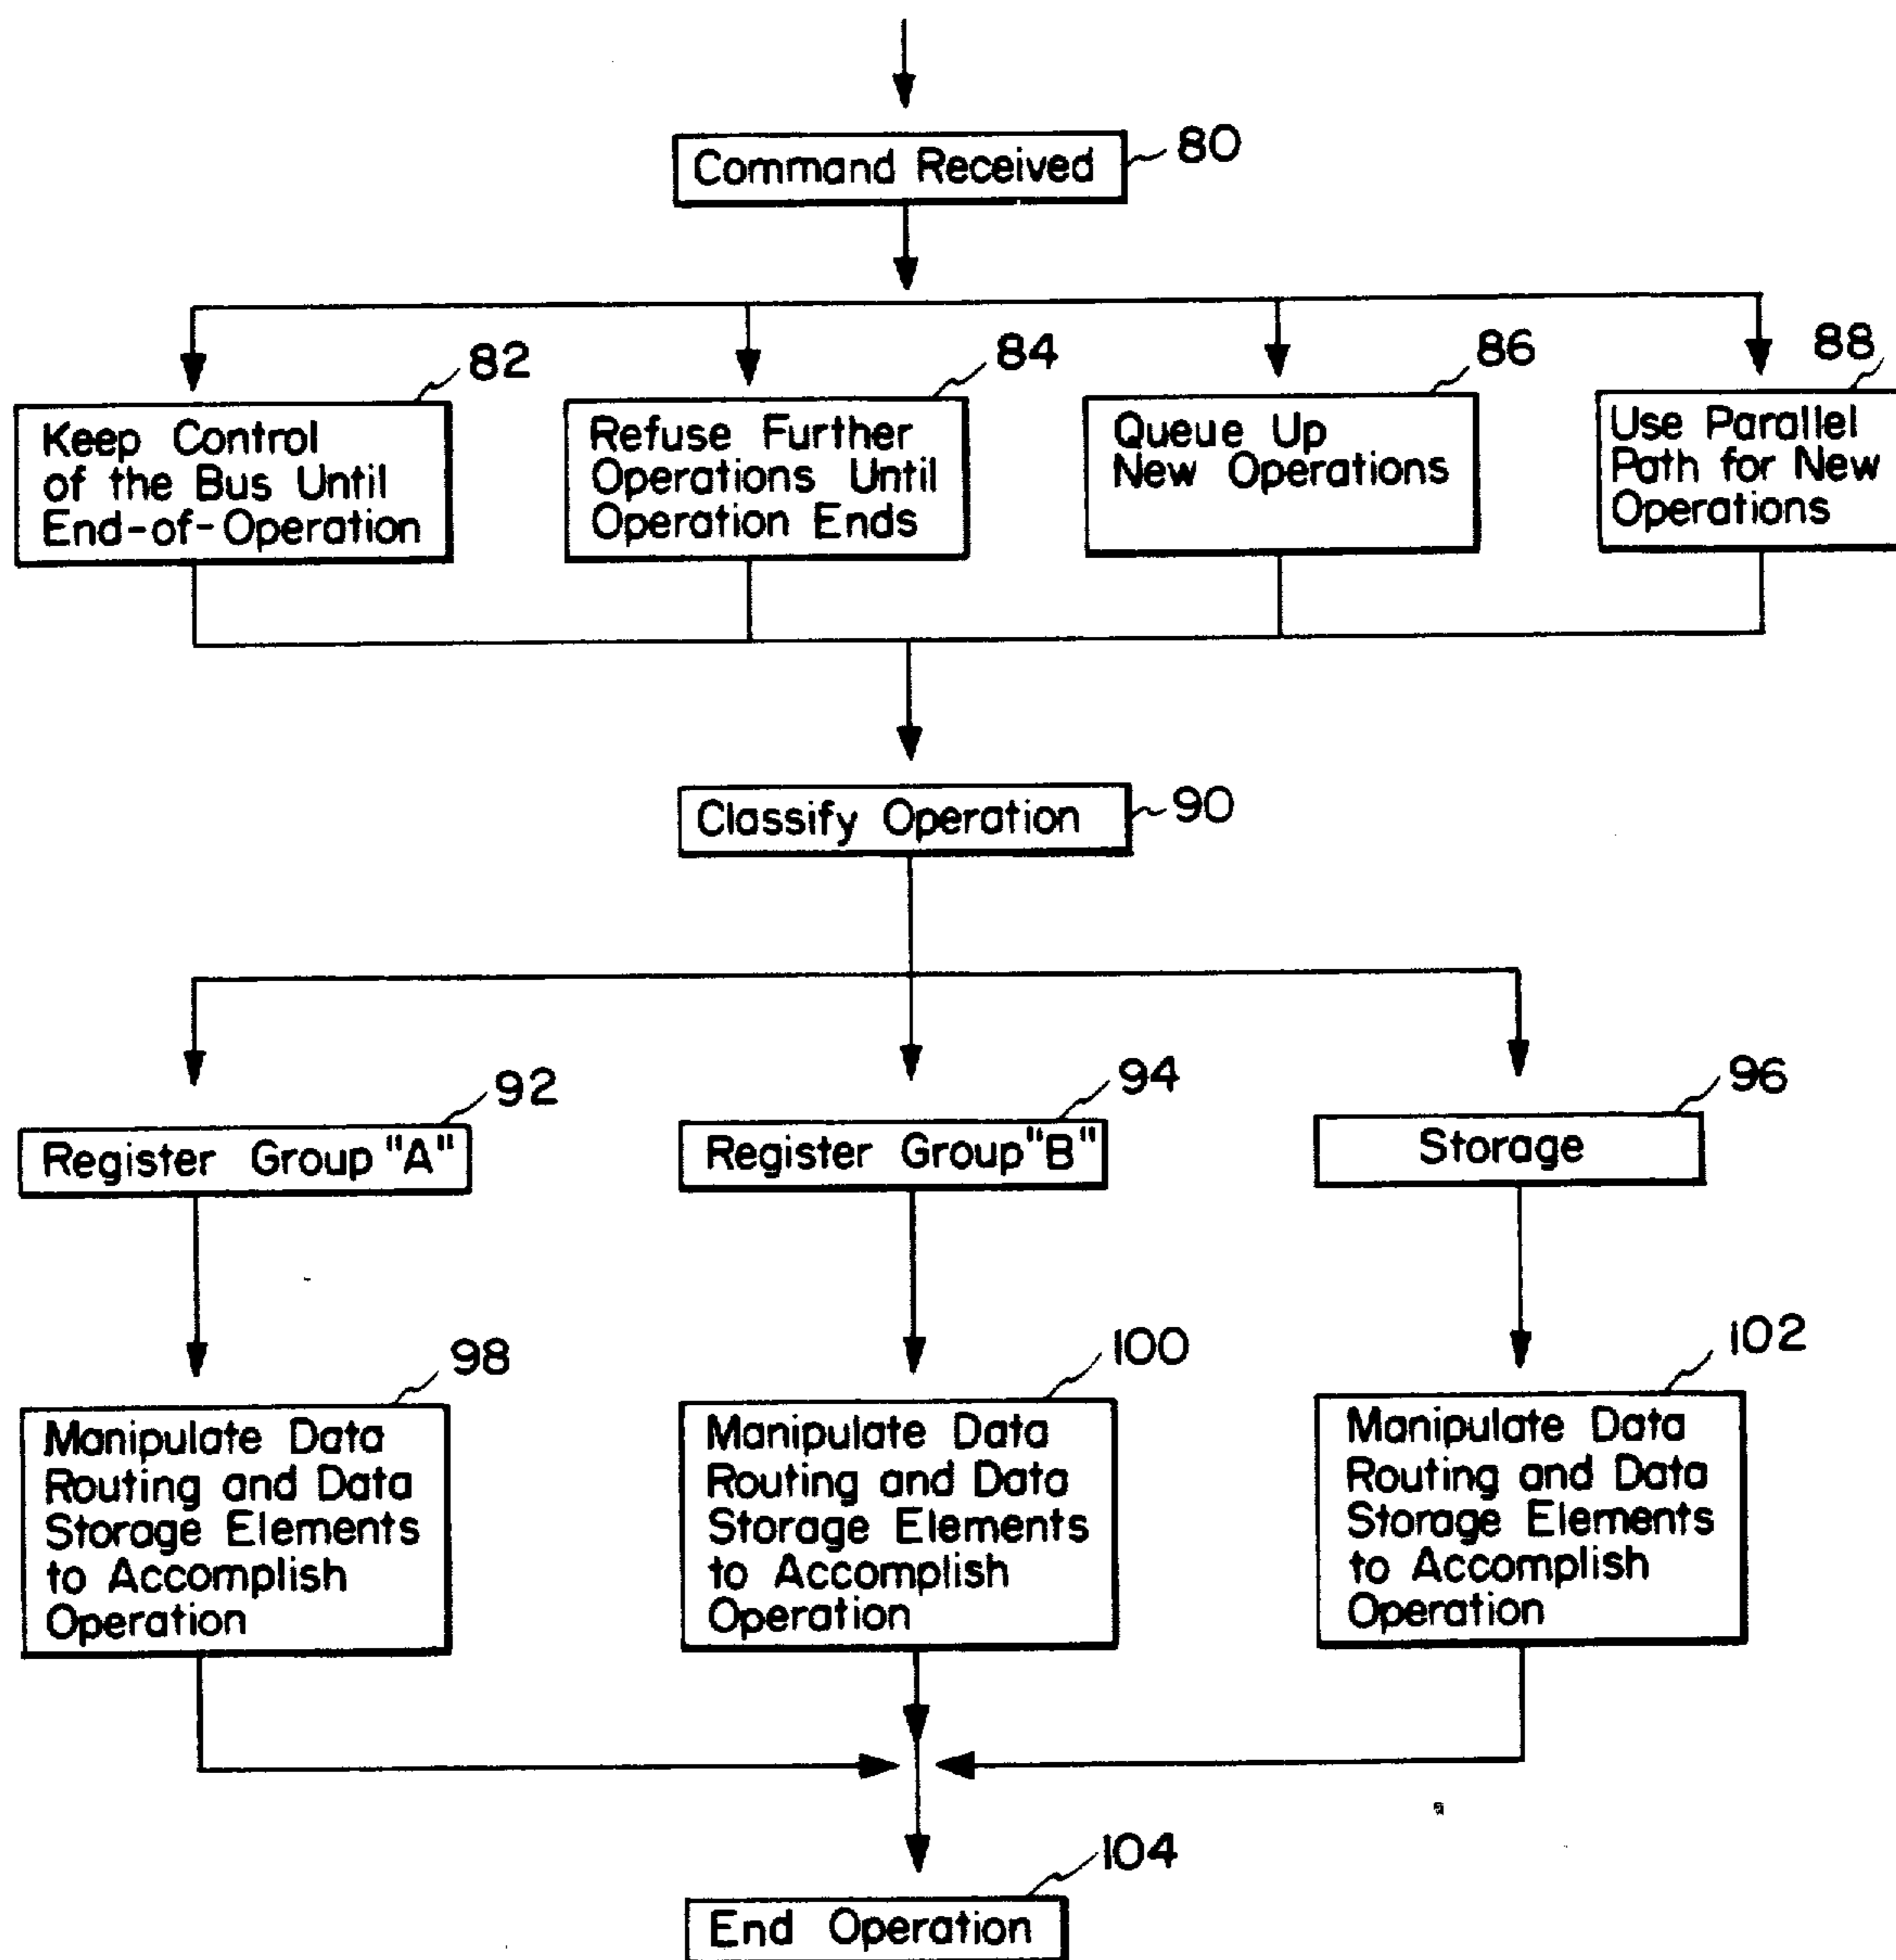 Command Received
80
82
84
86
88
Keep Control
of the Bus Until
End-of-Operation
Refuse Further
Operations Until
Operation Ends
Queue Up
New Operations
Use Parallel
Path for New
Operations
Classify Operation
90
92
94
96
Register Group "A"
Register Group "B"
Storage
98
100
102
Manipulate Data
Routing and Data
Storage Elements
to Accomplish
Operation
Manipulate Data
Routing and Data
Storage Elements
to Accomplish
Operation
Manipulate Data
Routing and Data
Storage Elements
to Accomplish
Operation
104
End Operation